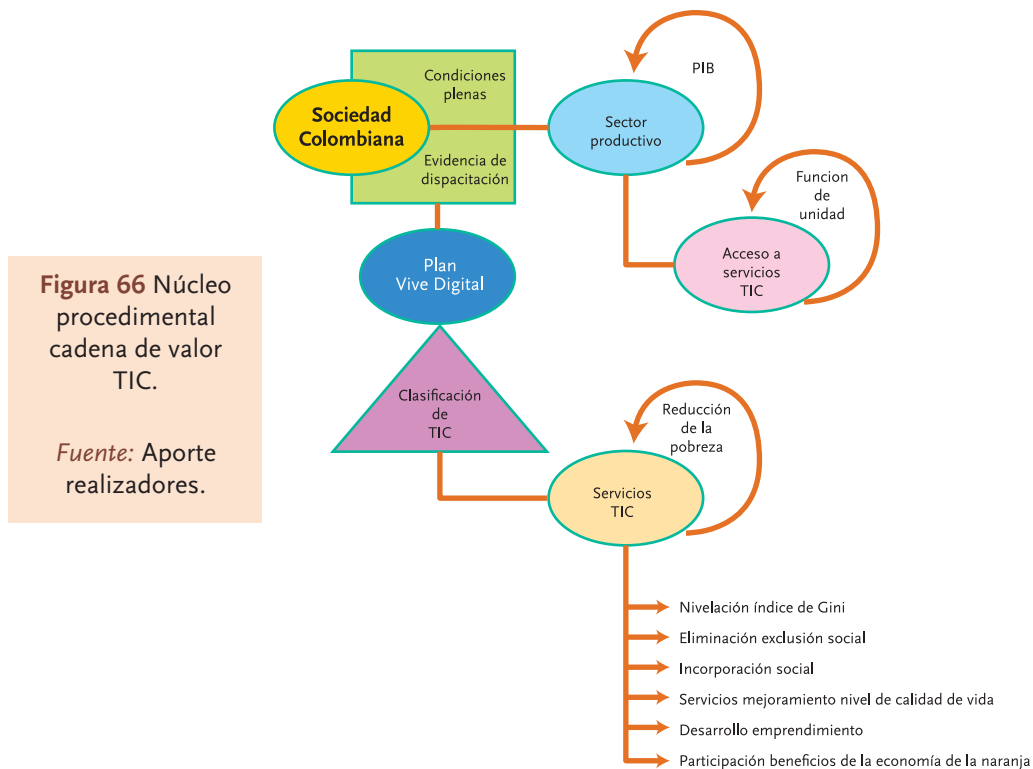 Figura 66 Núcleo
procedimental
cadena de valor
TIC.
Fuente: Aporte
realizadores.
Sociedad
Colombiana
Condiciones
plenas
Evidencia de
dispacitación
Sector
productivo
PIB
Acceso a
servicios
TIC
Funcion
de
unidad
Plan
Vive Digital
Clasificación
de
TIC
Servicios
TIC
Reducción
de la
pobreza
Nivelación índice de Gini
Eliminación exclusión social
Incorporación social
Servicios mejoramiento nivel de calidad de vida
Desarrollo emprendimiento
Participación beneficios de la economía de la naranja